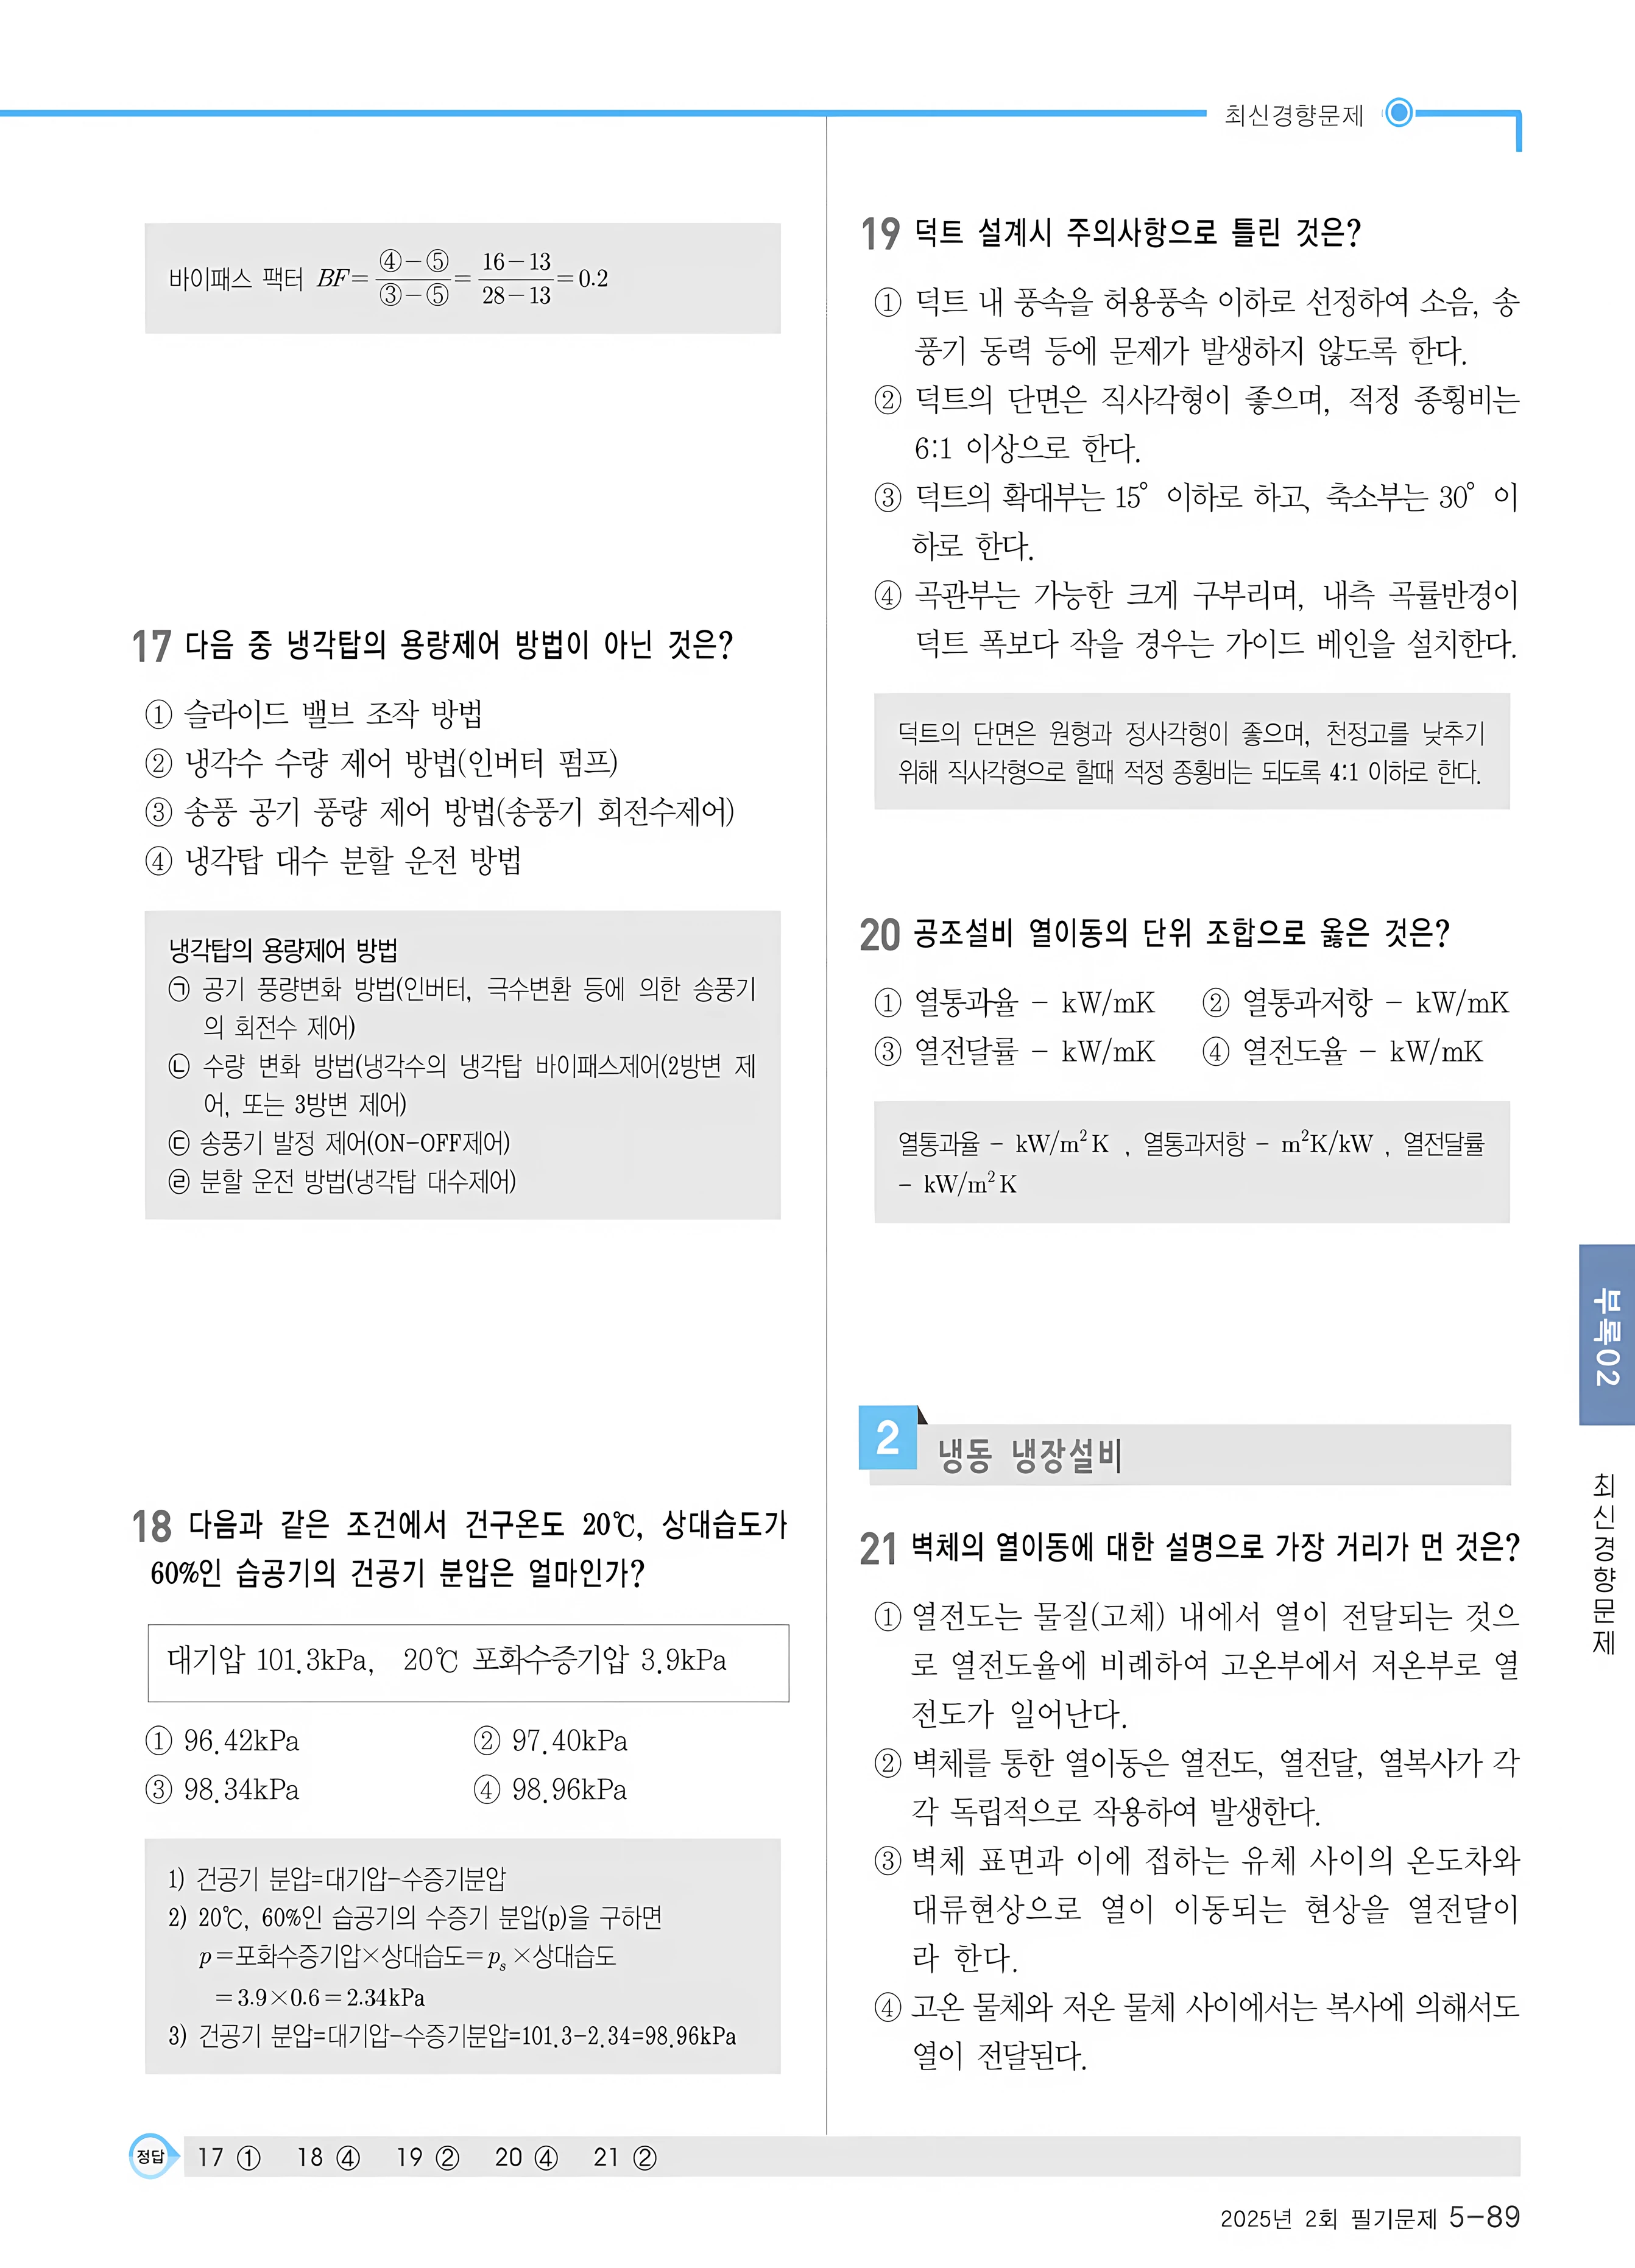 최신경향문제
바이패스 팩터 BF= ④-⑤ / ③-⑤ = 16-13 / 28-13 =0.2
17 다음 중 냉각탑의 용량제어 방법이 아닌 것은?
① 슬라이드 밸브 조작 방법
② 냉각수 수량 제어 방법(인버터 펌프)
③ 송풍 공기 풍량 제어 방법(송풍기 회전수제어)
④ 냉각탑 대수 분할 운전 방법
냉각탑의 용량제어 방법
㉠ 공기 풍량변화 방법(인버터, 극수변환 등에 의한 송풍기
의 회전수 제어)
㉡ 수량 변화 방법(냉각수의 냉각탑 바이패스제어(2방변 제
어, 또는 3방변 제어)
㉢ 송풍기 발정 제어(ON-OFF제어)
㉣ 분할 운전 방법(냉각탑 대수제어)
18 다음과 같은 조건에서 건구온도 20℃, 상대습도가
60%인 습공기의 건공기 분압은 얼마인가?
대기압 101.3kPa, 20℃ 포화수증기압 3.9kPa
① 96.42kPa ② 97.40kPa
③ 98.34kPa ④ 98.96kPa
1) 건공기 분압=대기압-수증기분압
2) 20℃, 60%인 습공기의 수증기 분압(p)을 구하면
p=포화수증기압×상대습도=pₛ×상대습도
=3.9×0.6=2.34kPa
3) 건공기 분압=대기압-수증기분압=101.3-2.34=98.96kPa
19 덕트 설계시 주의사항으로 틀린 것은?
① 덕트 내 풍속을 허용풍속 이하로 선정하여 소음, 송
풍기 동력 등에 문제가 발생하지 않도록 한다.
② 덕트의 단면은 직사각형이 좋으며, 적정 종횡비는
6:1 이상으로 한다.
③ 덕트의 확대부는 15° 이하로 하고, 축소부는 30° 이
하로 한다.
④ 곡관부는 가능한 크게 구부리며, 내측 곡률반경이
덕트 폭보다 작을 경우는 가이드 베인을 설치한다.
덕트의 단면은 원형과 정사각형이 좋으며, 천정고를 낮추기
위해 직사각형으로 할때 적정 종횡비는 되도록 4:1 이하로 한다.
20 공조설비 열이동의 단위 조합으로 옳은 것은?
① 열통과율 - kW/mK ② 열통과저항 - kW/mK
③ 열전달률 - kW/mK ④ 열전도율 - kW/mK
열통과율 - kW/m²K , 열통과저항 - m²K/kW , 열전달률
- kW/m²K
2 냉동 냉장설비
21 벽체의 열이동에 대한 설명으로 가장 거리가 먼 것은?
① 열전도는 물질(고체) 내에서 열이 전달되는 것으
로 열전도율에 비례하여 고온부에서 저온부로 열
전도가 일어난다.
② 벽체를 통한 열이동은 열전도, 열전달, 열복사가 각
각 독립적으로 작용하여 발생한다.
③ 벽체 표면과 이에 접하는 유체 사이의 온도차와
대류현상으로 열이 이동되는 현상을 열전달이
라 한다.
④ 고온 물체와 저온 물체 사이에서는 복사에 의해서도
열이 전달된다.
부록02
최신경향문제
정답 17 ① 18 ④ 19 ② 20 ④ 21 ②
2025년 2회 필기문제 5-89